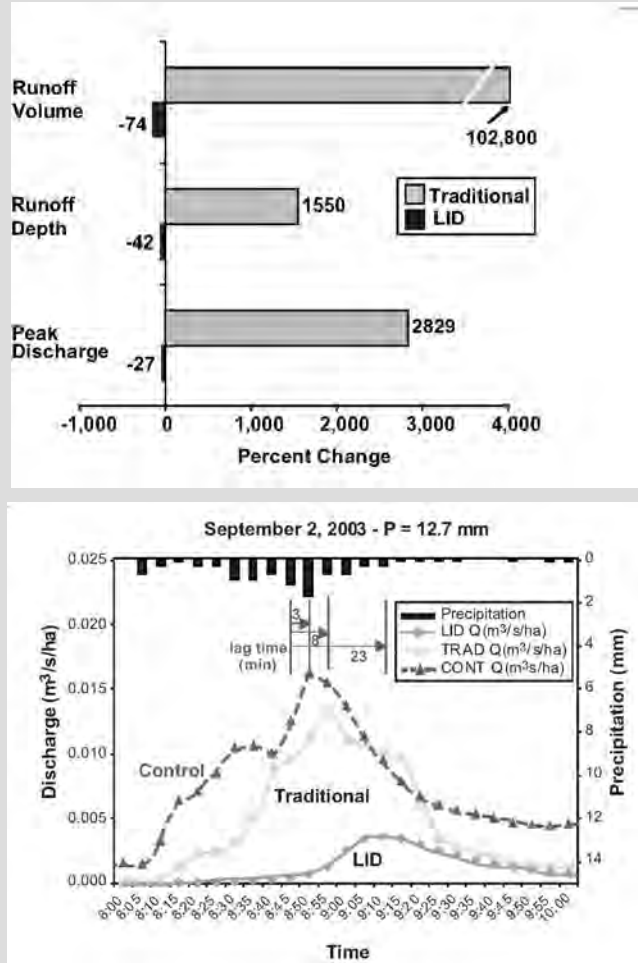 Runoff
Volume
-74
102,800
Traditional
LID
Runoff
Depth
1550
-42
Peak
Discharge
2829
-27
-1,000 0 1,000 2,000 3,000 4,000
Percent Change
September 2, 2003 - P = 12.7 mm
0.025
0.020
0.015
0.010
0.005
0.000
Discharge (m³/s/ha)
0
2
4
6
8
10
12
14
Precipitation (mm)
3
8
23
lag time
(min)
Precipitation
LID Q(m³/s/ha)
TRAD Q(m³/s/ha)
CONT Q(m³s/ha)
Control
Traditional
LID
8:00 8:05 8:10 8:15 8:20 8:25 8:30 8:35 8:40 8:45 8:50 8:55 9:00 9:05 9:10 9:15 9:20 9:25 9:30 9:35 9:40 9:45 9:50 9:55 10:00
Time